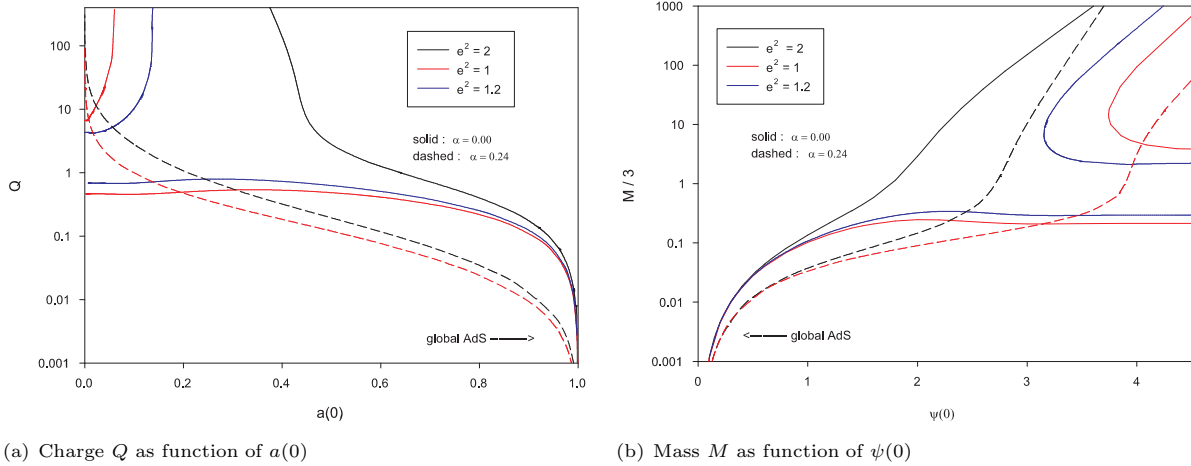 100
10
1
0.1
0.01
0.001
Q
0.0
0.2
0.4
0.6
0.8
1.0
a(0)
e² = 2
e² = 1
e² = 1.2
solid : α = 0.00
dashed : α = 0.24
global AdS
(a) Charge Q as function of a(0)
1000
100
10
1
0.1
0.01
0.001
M / 3
0
1
2
3
4
ψ(0)
e² = 2
e² = 1
e² = 1.2
solid : α = 0.00
dashed : α = 0.24
global AdS
(b) Mass M as function of ψ(0)